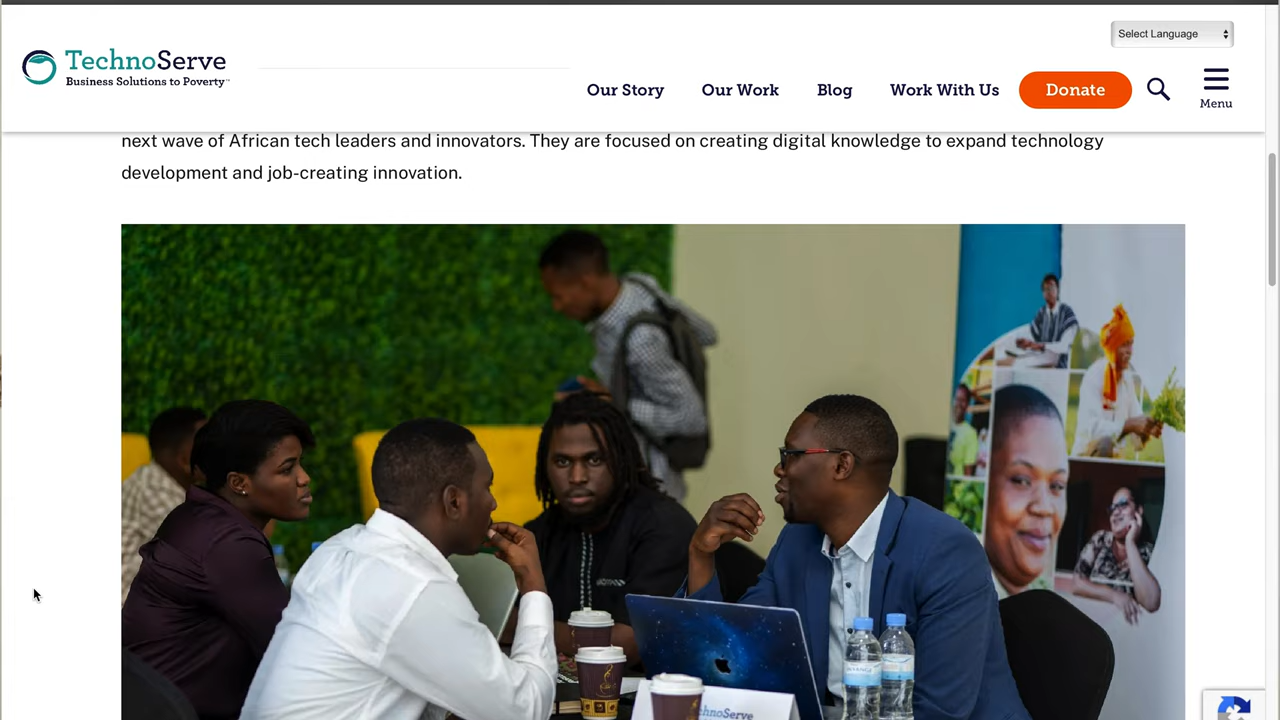 Select Language
TechnoServe
Business Solutions to Poverty™
Our Story
Our Work
Blog
Work With Us
Donate
Menu
next wave of African tech leaders and innovators. They are focused on creating digital knowledge to expand technology
development and job-creating innovation.
TechnoServe